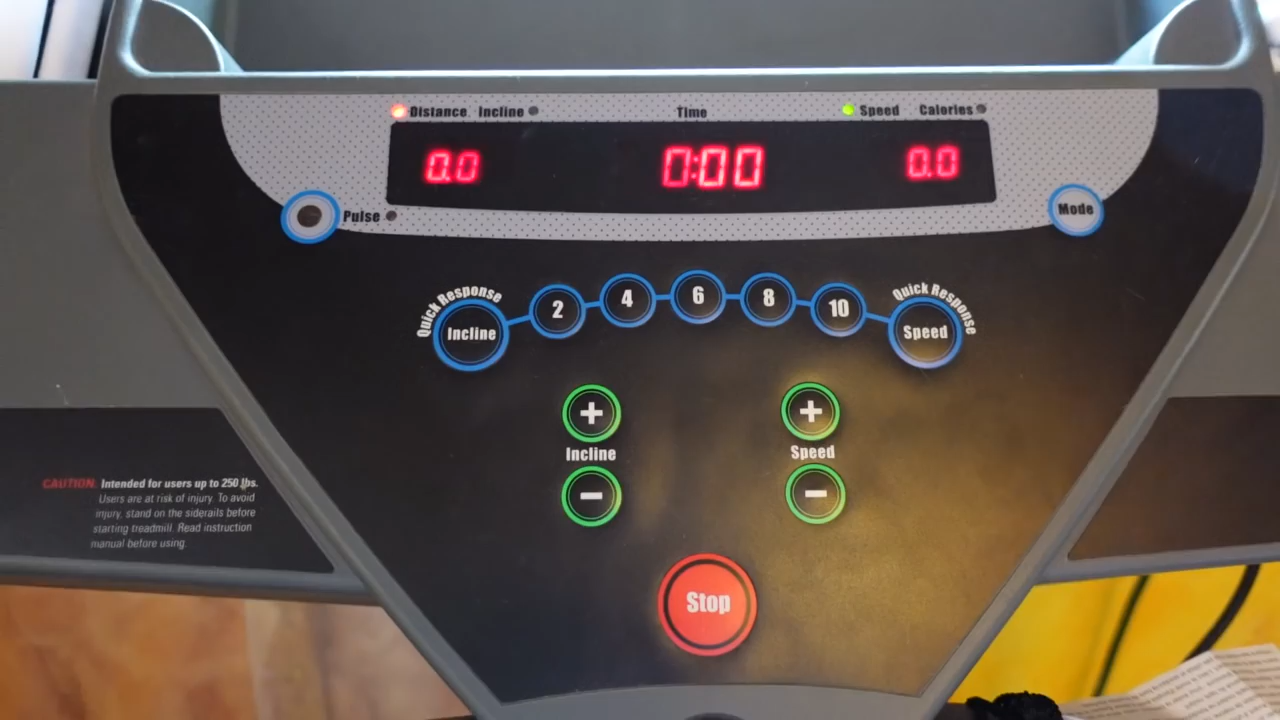 Distance Incline Time Speed Calories
0.0 0:00 0.0
Pulse Mode
Quick Response Quick Response
Incline 2 4 6 8 10 Speed
+ +
Incline Speed
− −
CAUTION: Intended for users up to 250 lbs.
Users are at risk of injury. To avoid
injury, stand on the siderails before
starting treadmill. Read instruction
manual before using.
Stop